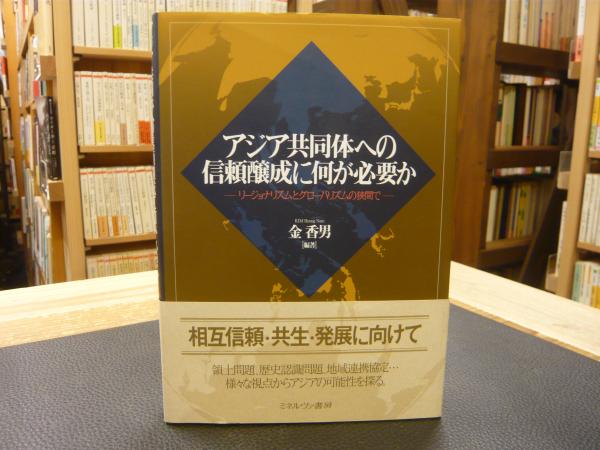 アジア共同体への
信頼醸成に何が必要か
―リージョナリズムとグローバリズムの狭間で―
KIM Hyang Nam
金 香男
[編著]
相互信頼・共生・発展に向けて
領土問題、歴史認識問題、地域連携協定…
様々な視点からアジアの可能性を探る。
ミネルヴァ書房